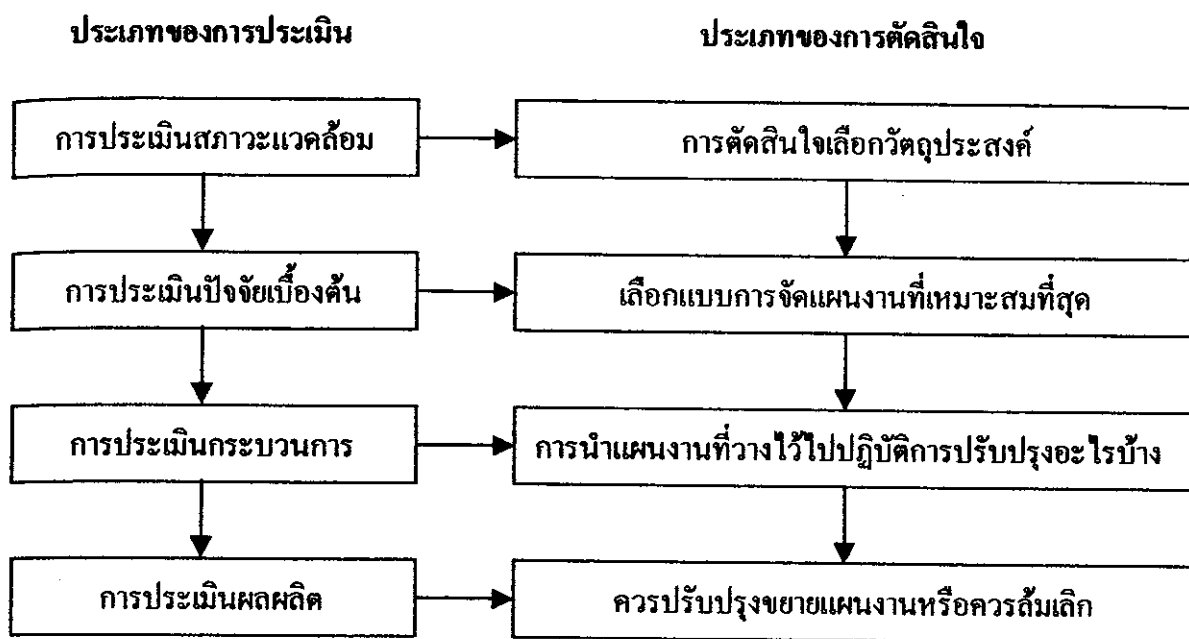 ประเภทของการประเมิน
ประเภทของการตัดสินใจ
การประเมินสภาวะแวดล้อม
การตัดสินใจเลือกวัตถุประสงค์
การประเมินปัจจัยเบื้องต้น
เลือกแบบการจัดแผนงานที่เหมาะสมที่สุด
การประเมินกระบวนการ
การนำแผนงานที่วางไว้ไปปฏิบัติการปรับปรุงอะไรบ้าง
การประเมินผลผลิต
ควรปรับปรุงขยายแผนงานหรือควรล้มเลิก